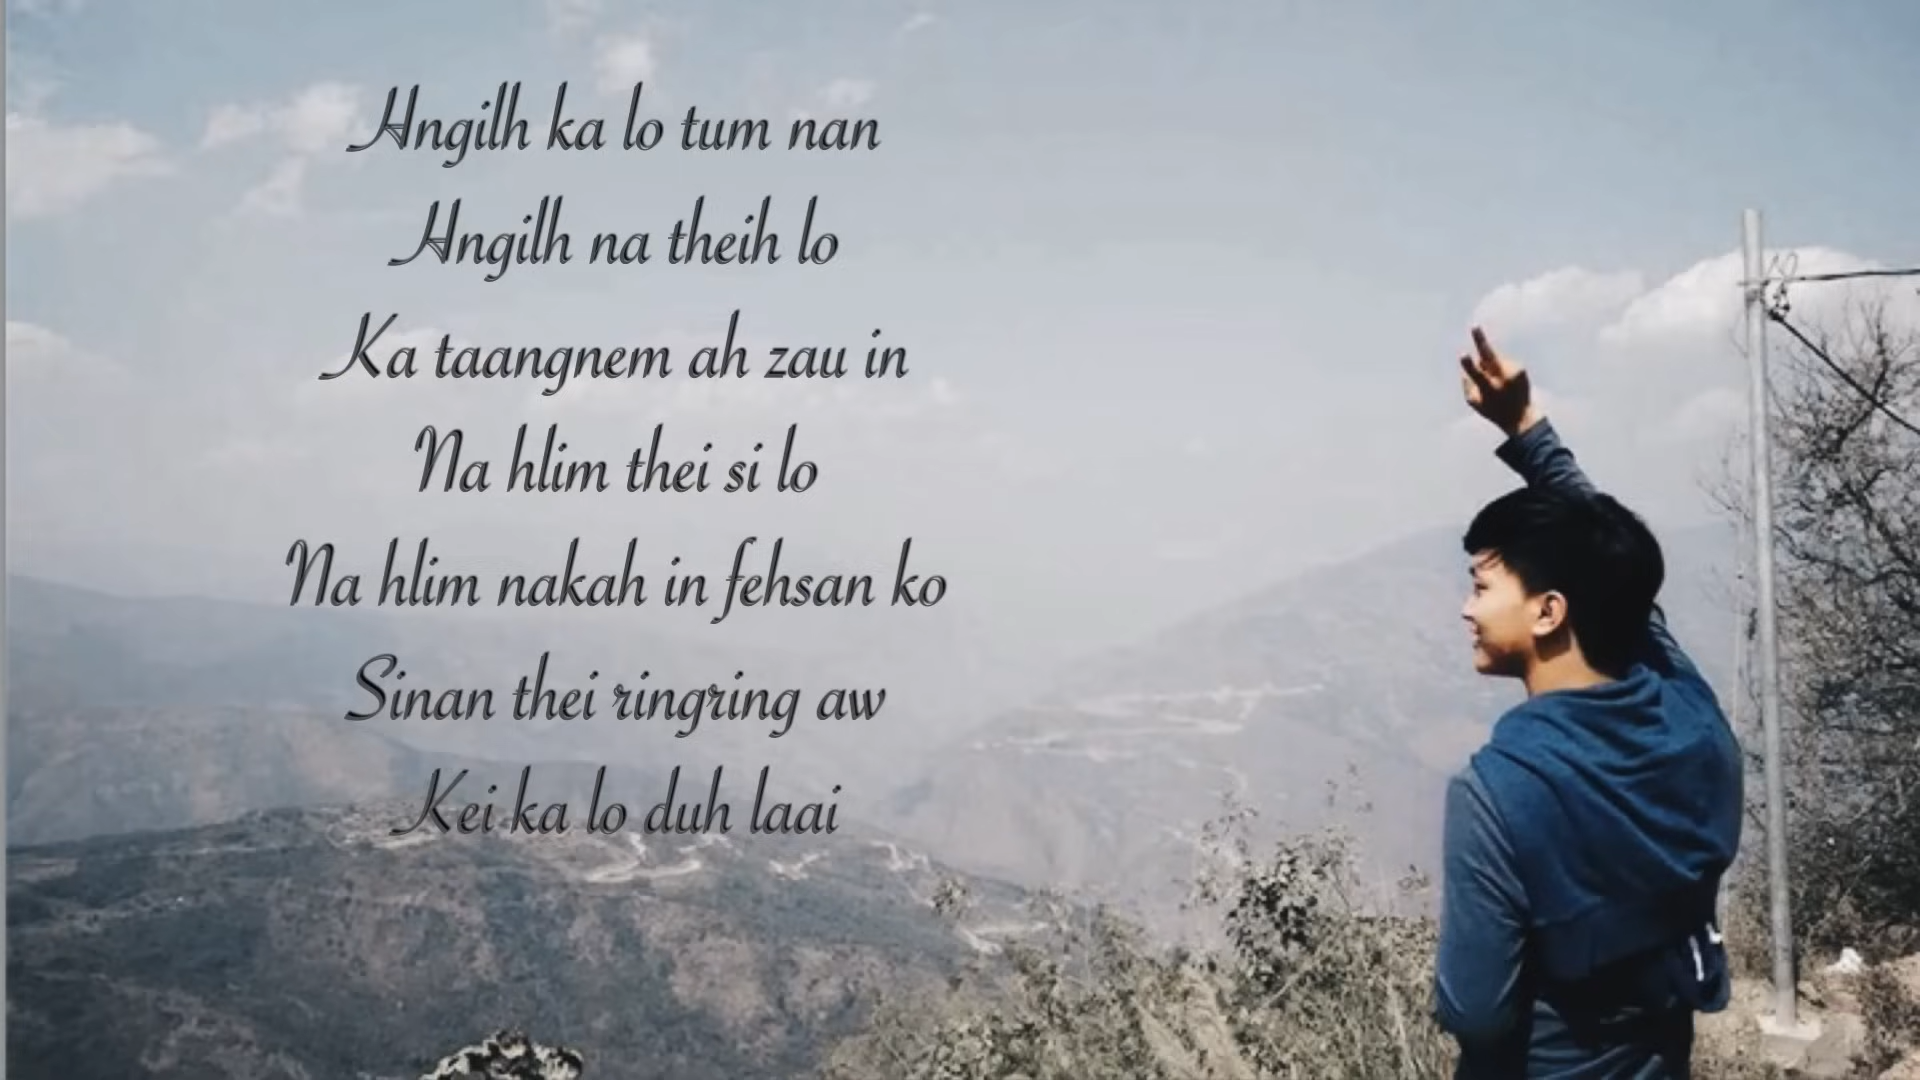 Hngilh ka lo tum nan
Hngilh na theih lo
Ka taangnem ah zau in
Na hlim thei si lo
Na hlim nakah in fehsan ko
Sinan thei ringring aw
Kei ka lo duh laai